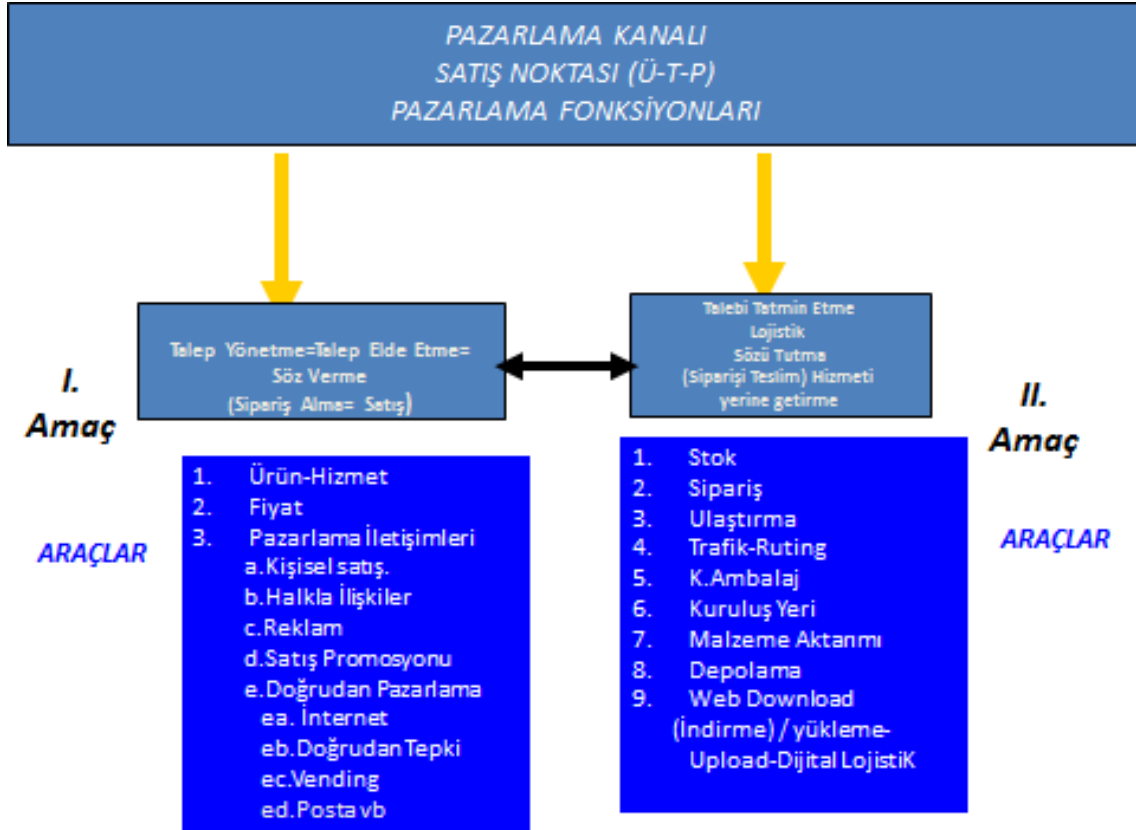 PAZARLAMA KANALI
SATIŞ NOKTASI (Ü-T-P)
PAZARLAMA FONKSİYONLARI
Talep Yönetme=Talep Elde Etme=
Söz Verme
(Sipariş Alma= Satış)
Talebi Tatmin Etme
Lojistik
Sözü Tutma
(Siparişi Teslim) Hizmeti
yerine getirme
I.
Amaç
II.
Amaç
ARAÇLAR
1. Ürün-Hizmet
2. Fiyat
3. Pazarlama İletişimleri
a.Kişisel satış.
b.Halkla İlişkiler
c.Reklam
d.Satış Promosyonu
e.Doğrudan Pazarlama
ea. İnternet
eb.Doğrudan Tepki
ec.Vending
ed.Posta vb
1. Stok
2. Sipariş
3. Ulaştırma
4. Trafik-Ruting
5. K.Ambalaj
6. Kuruluş Yeri
7. Malzeme Aktarımı
8. Depolama
9. Web Download
(İndirme) / yükleme-
Upload-Dijital LojistiK
ARAÇLAR